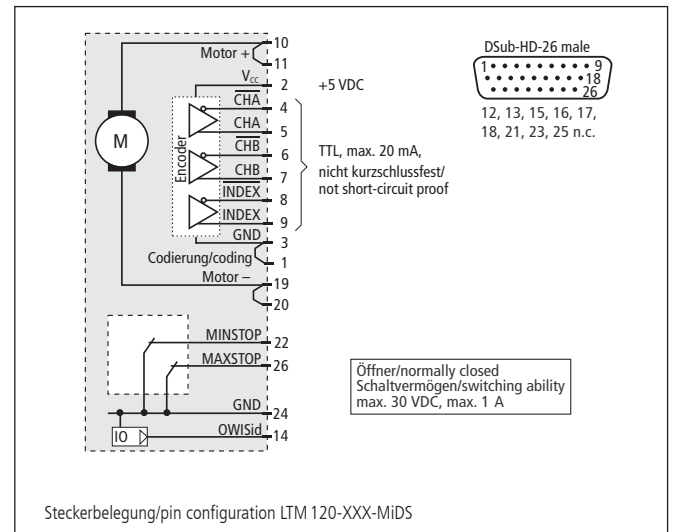 10
Motor +
11
V_CC
2
+5 VDC
CHA
4
CHA
5
CHB
6
CHB
7
INDEX
8
INDEX
9
TTL, max. 20 mA,
nicht kurzschlussfest/
not short-circuit proof
Encoder
M
GND
3
Codierung/coding
1
Motor –
19
20
MINSTOP
22
MAXSTOP
26
GND
24
IO
OWISid
14
DSub-HD-26 male
1
9
18
26
12, 13, 15, 16, 17,
18, 21, 23, 25 n.c.
Öffner/normally closed
Schaltvermögen/switching ability
max. 30 VDC, max. 1 A
Steckerbelegung/pin configuration LTM 120-XXX-MiDS